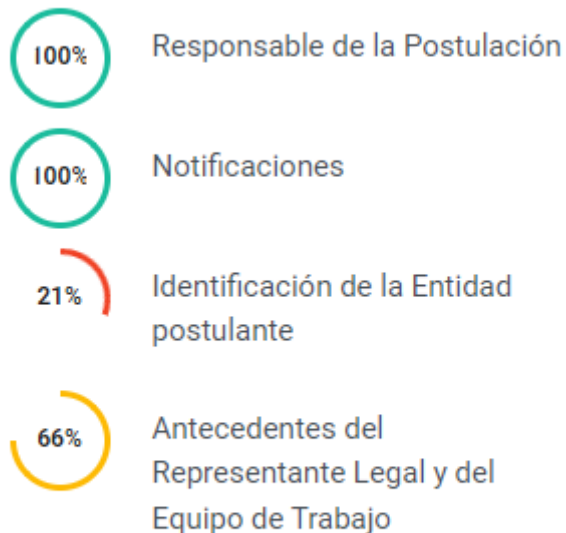 100%
Responsable de la Postulación
100%
Notificaciones
21%
Identificación de la Entidad
postulante
66%
Antecedentes del
Representante Legal y del
Equipo de Trabajo